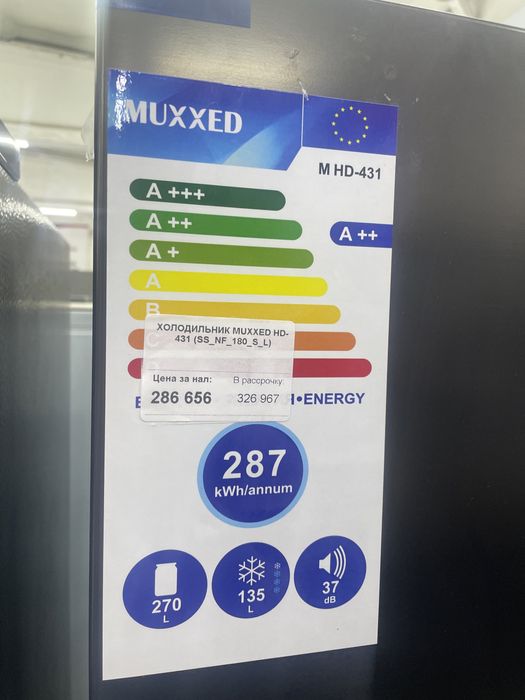 MUXXED
M HD-431
A +++
A ++
A ++
A +
A
B
ХОЛОДИЛЬНИК MUXXED HD-
431 (SS_NF_180_S_L)
C
Цена за нал: В рассрочку:
286 656 326 967
•ENERGY
287
kWh/annum
270
L
135
L
37
dB